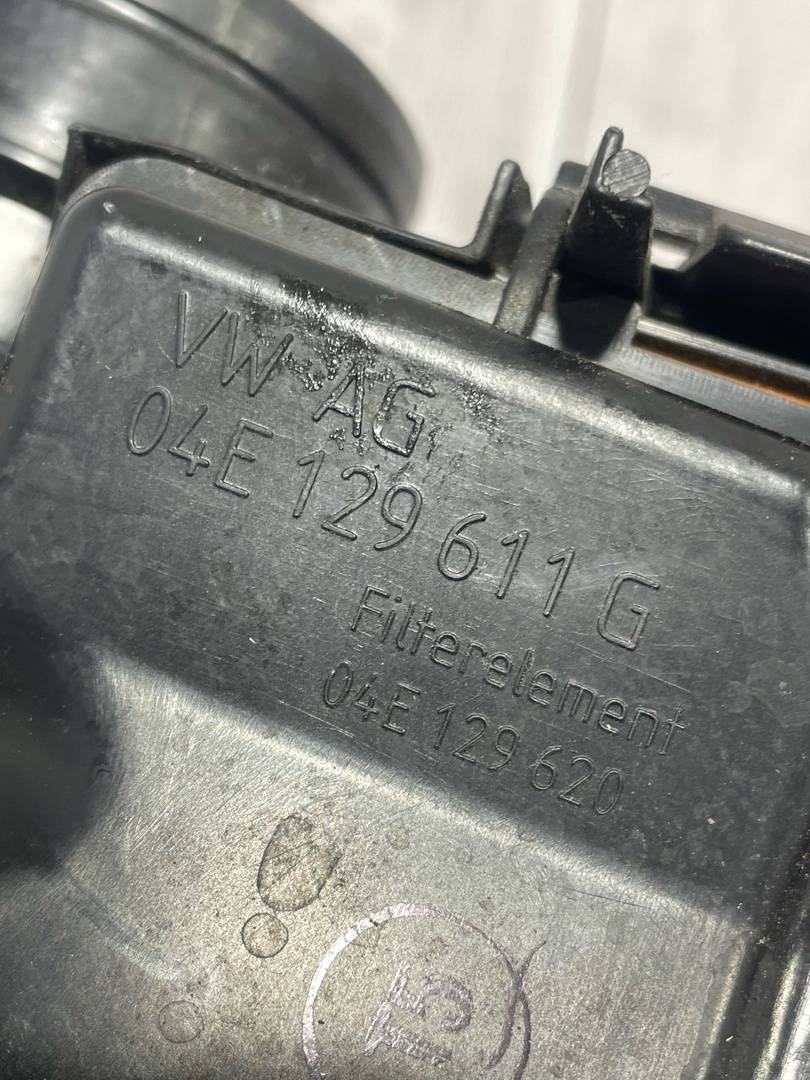 VW AG
04E 129 611 G
Filterelement
04E 129 620